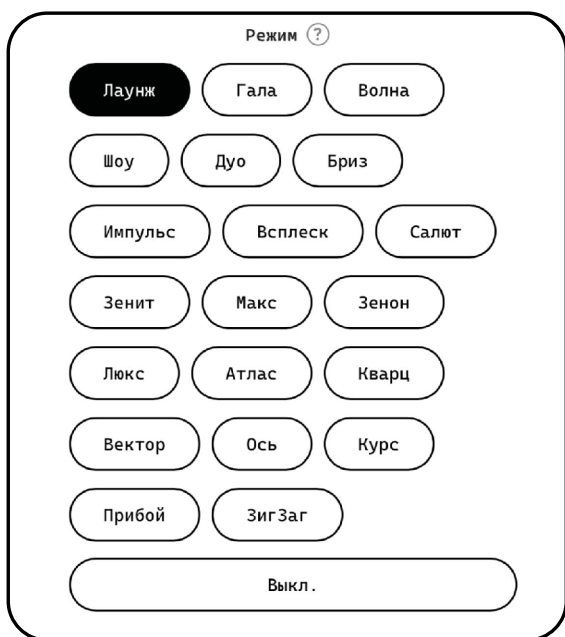 Режим ?
Лаунж Гала Волна
Шоу Дуо Бриз
Импульс Всплеск Салют
Зенит Макс Зенон
Люкс Атлас Кварц
Вектор Ось Курс
Прибой ЗигЗаг
Выкл.